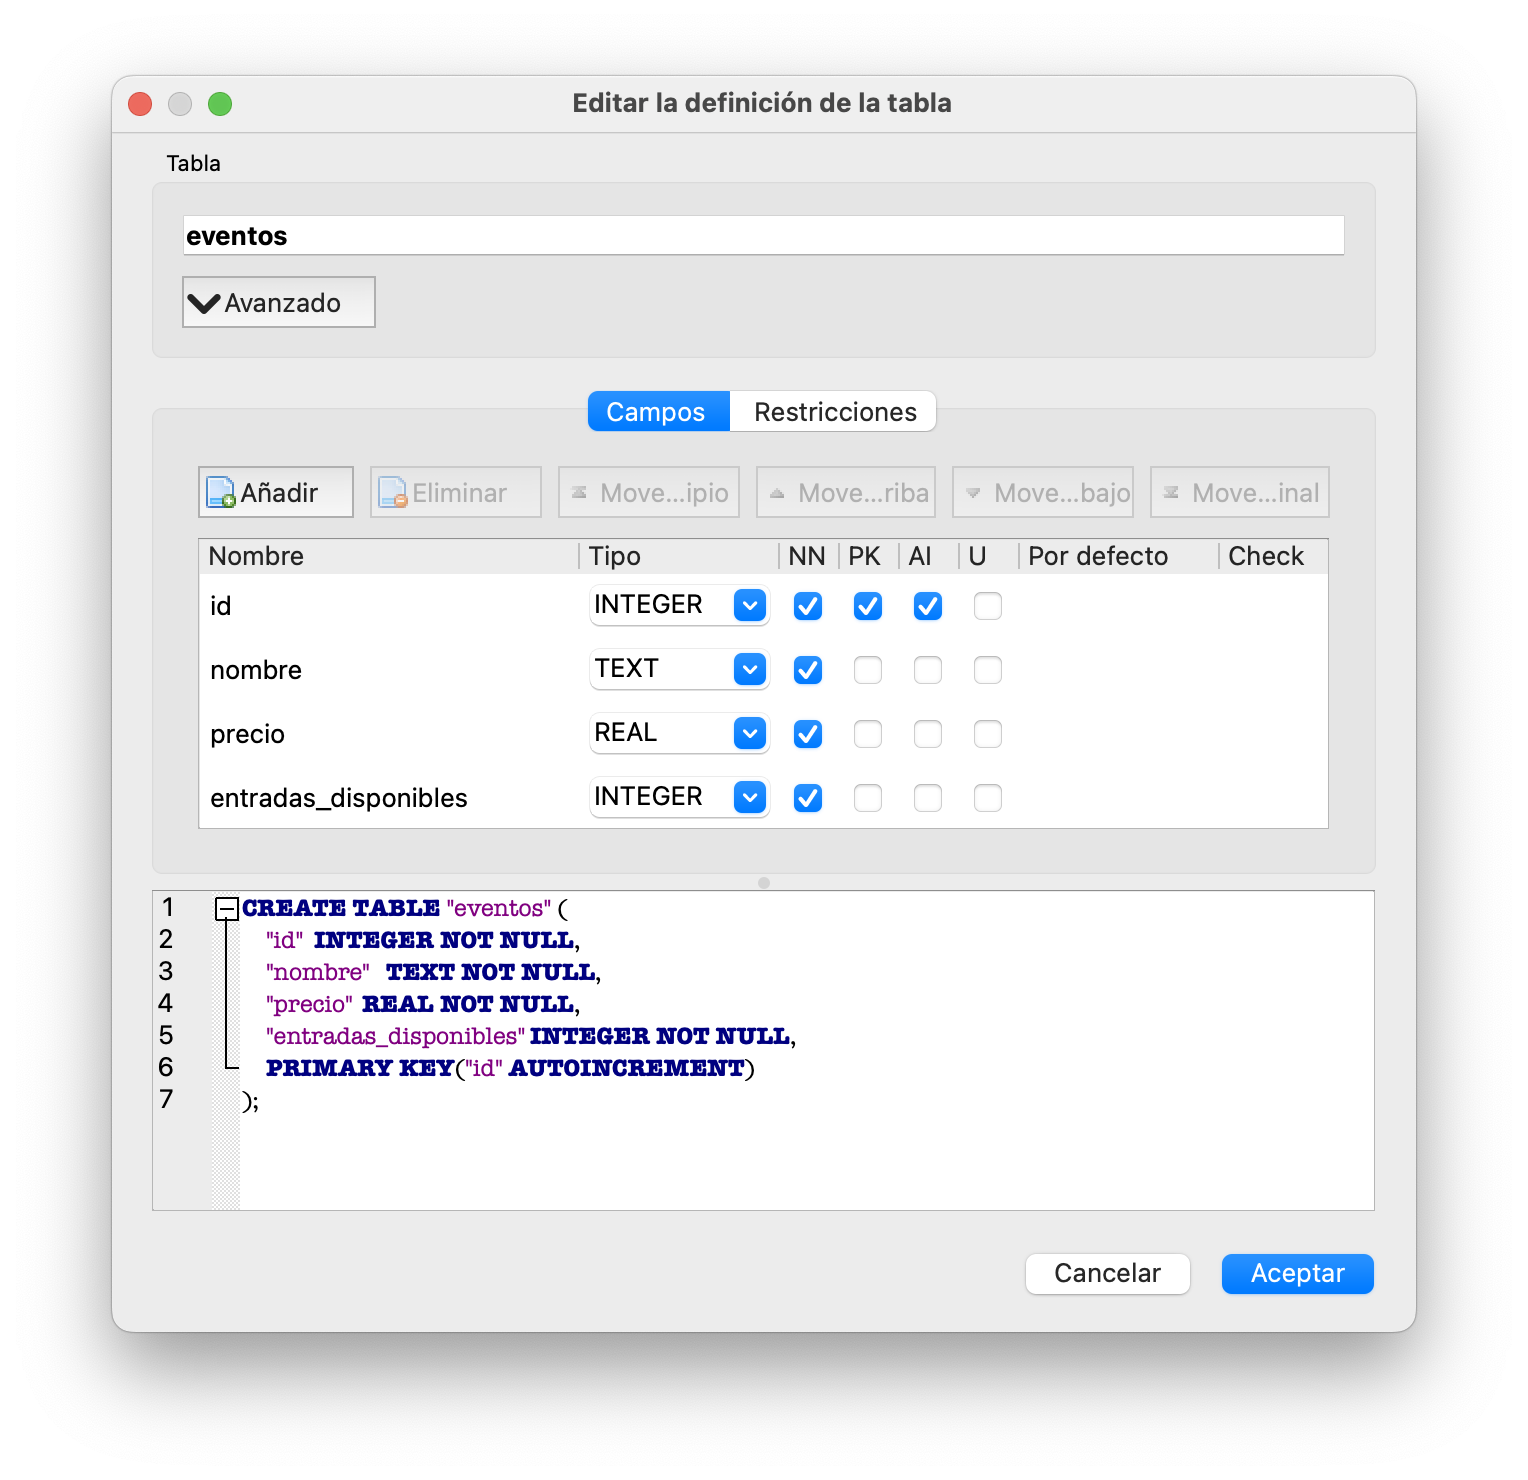 Editar la definición de la tabla
Tabla
eventos
Avanzado
Campos Restricciones
Añadir Eliminar Move...ipio Move...riba Move...bajo Move...inal
Nombre Tipo NN PK AI U Por defecto Check
id INTEGER
nombre TEXT
precio REAL
entradas_disponibles INTEGER
1 CREATE TABLE "eventos" (
2 "id" INTEGER NOT NULL,
3 "nombre" TEXT NOT NULL,
4 "precio" REAL NOT NULL,
5 "entradas_disponibles" INTEGER NOT NULL,
6 PRIMARY KEY("id" AUTOINCREMENT)
7 );
Cancelar Aceptar